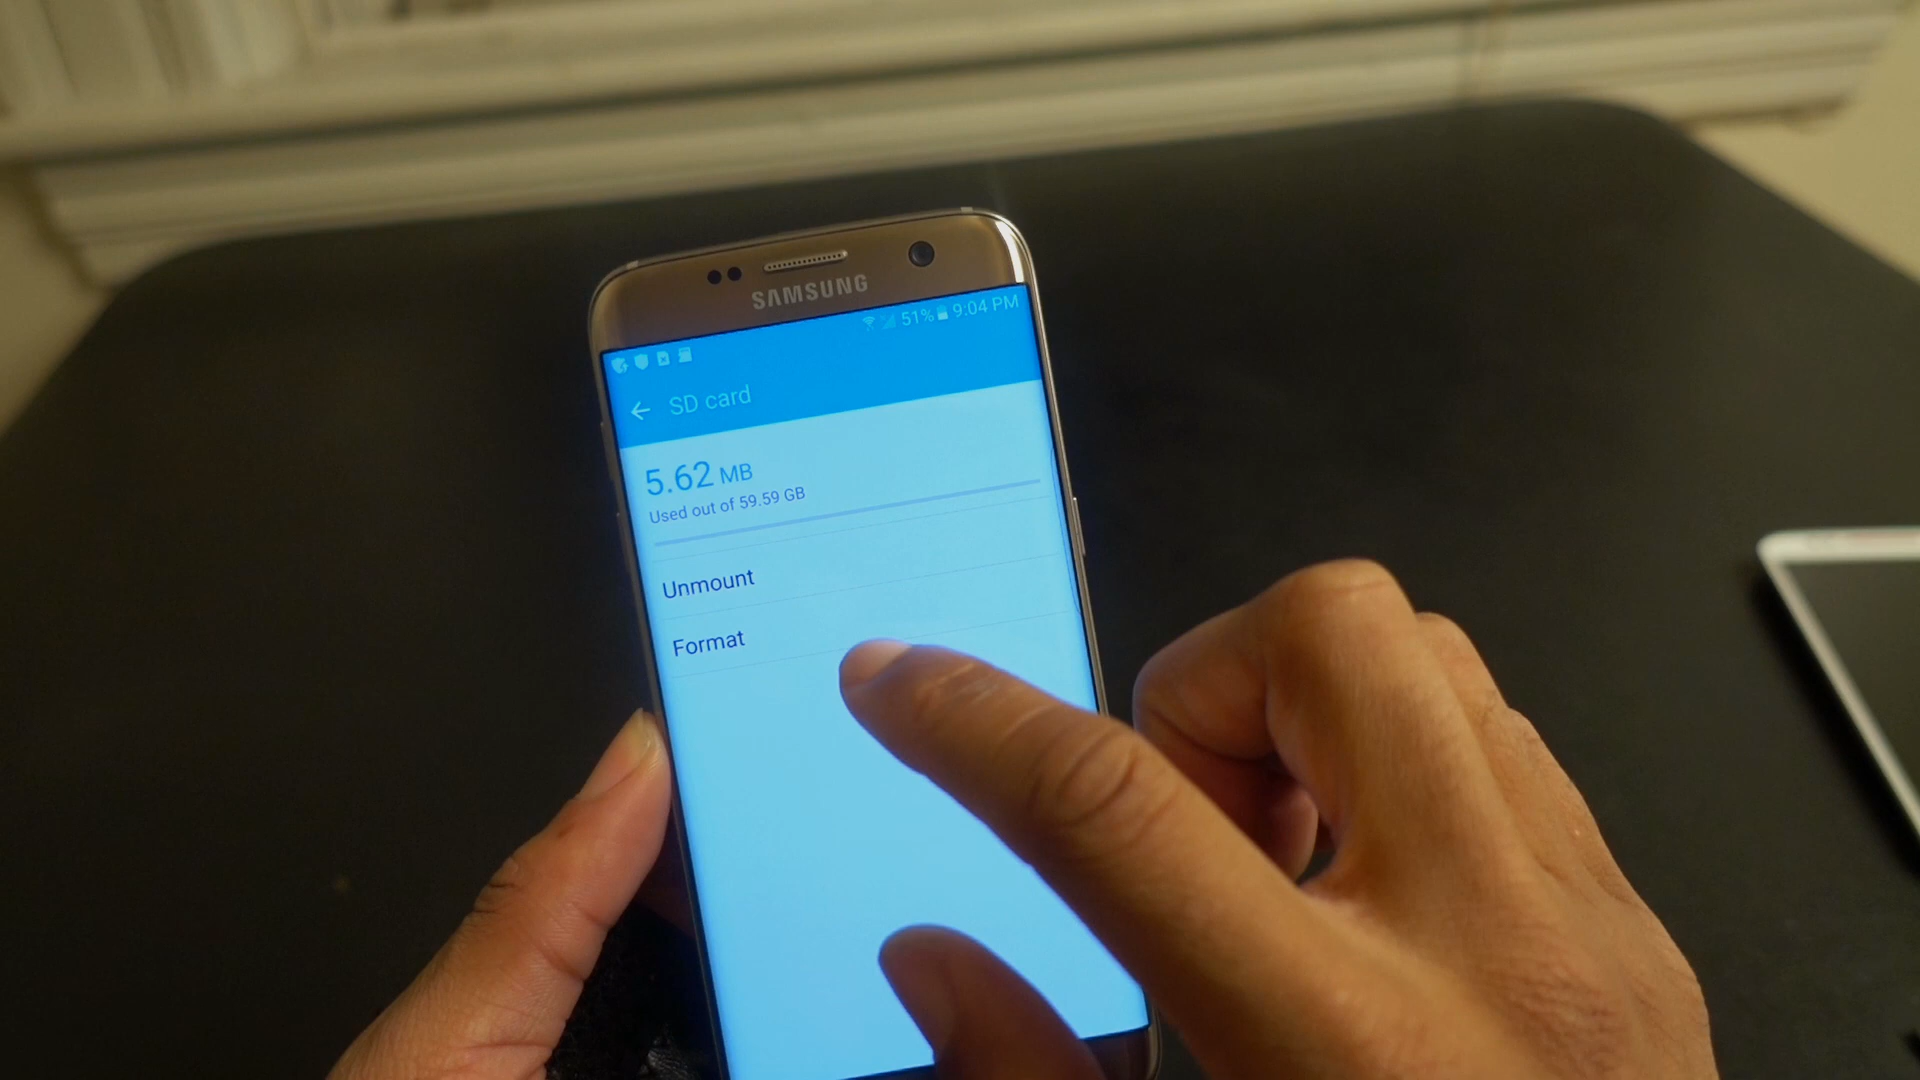 SAMSUNG
51% 9:04 PM
SD card
5.62 MB
Used out of 59.59 GB
Unmount
Format